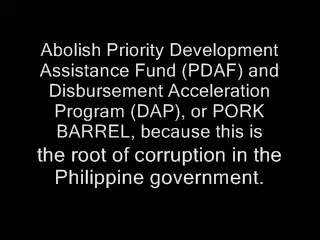 Abolish Priority Development
Assistance Fund (PDAF) and
Disbursement Acceleration
Program (DAP), or PORK
BARREL, because this is
the root of corruption in the
Philippine government.